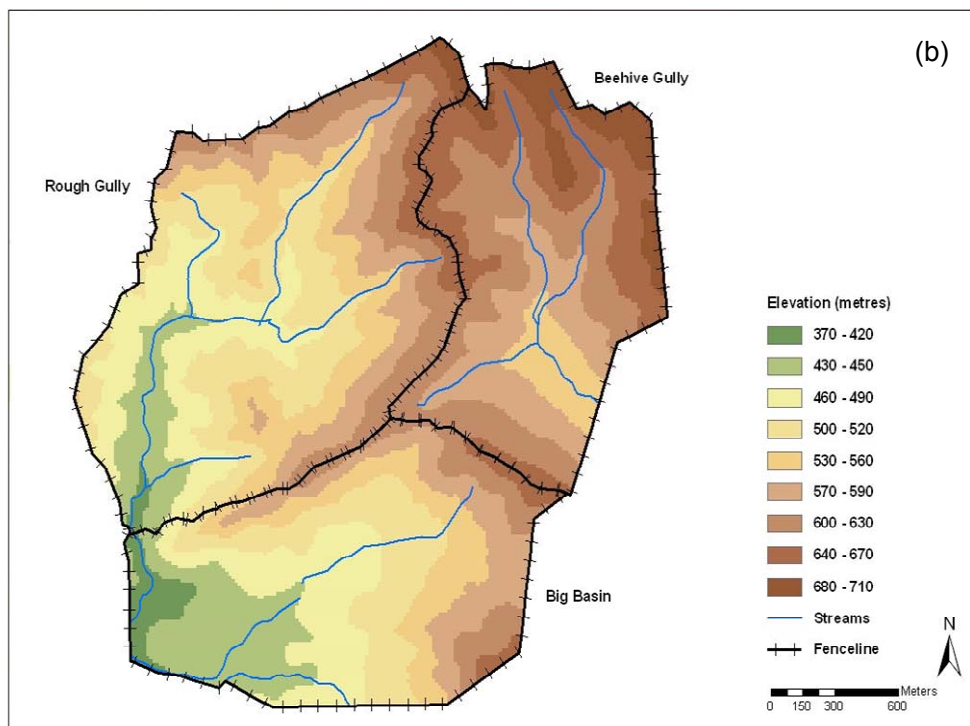 (b)
Beehive Gully
Rough Gully
Big Basin
Elevation (metres)
370 - 420
430 - 450
460 - 490
500 - 520
530 - 560
570 - 590
600 - 630
640 - 670
680 - 710
Streams
Fenceline
N
Meters
0 150 300 600